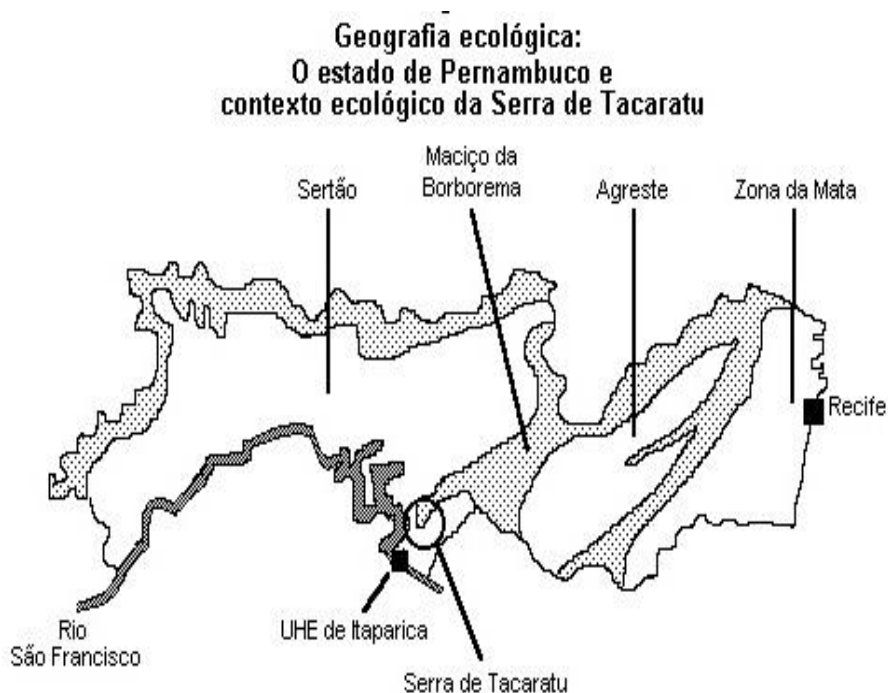 Geografia ecológica:
O estado de Pernambuco e
contexto ecológico da Serra de Tacaratu
Maciço da
Borborema
Sertão
Agreste
Zona da Mata
Recife
Rio
São Francisco
UHE de Itaparica
Serra de Tacaratu